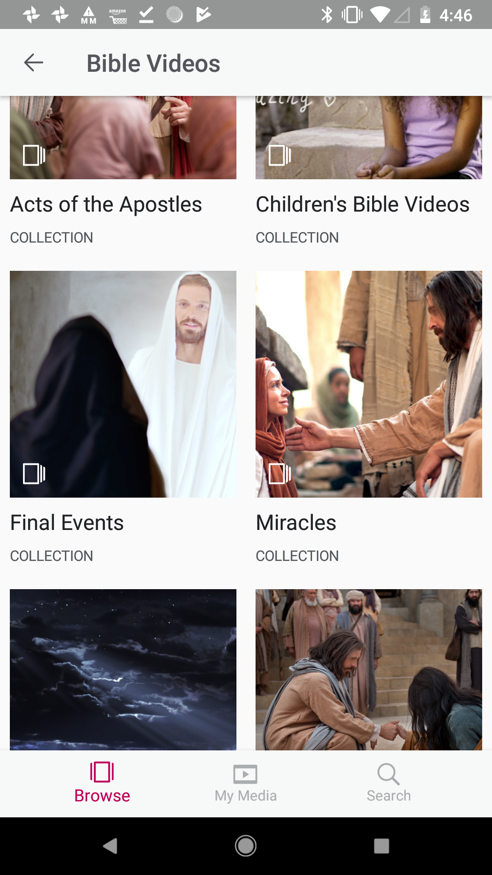 4:46
Bible Videos
Acts of the Apostles
COLLECTION
Children's Bible Videos
COLLECTION
Final Events
COLLECTION
Miracles
COLLECTION
Browse
My Media
Search